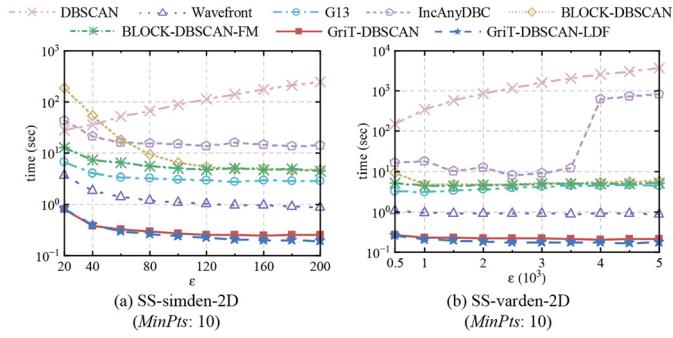 DBSCAN Wavefront G13 IncAnyDBC BLOCK-DBSCAN
BLOCK-DBSCAN-FM GriT-DBSCAN GriT-DBSCAN-LDF
time (sec)
10³
10²
10¹
10⁰
10⁻¹
20 40 80 120 160 200
ε
(a) SS-simden-2D
(MinPts: 10)
time (sec)
10⁴
10³
10²
10¹
10⁰
10⁻¹
0.5 1 2 3 4 5
ε (10³)
(b) SS-varden-2D
(MinPts: 10)